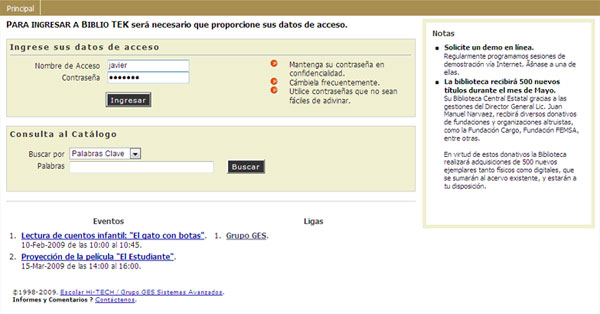 Principal
PARA INGRESAR A BIBLIO TEK será necesario que proporcione sus datos de acceso.
Ingrese sus datos de acceso
Nombre de Acceso javier
Contraseña •••••••
Ingresar
Mantenga su contraseña en
confidencialidad.
Cámbiela frecuentemente.
Utilice contraseñas que no sean
fáciles de adivinar.
Consulta al Catálogo
Buscar por Palabras Clave
Palabras
Buscar
Notas
Solicite un demo en línea.
Regularmente programamos sesiones de
demostración vía Internet. Áfnase a una de
ellas.
La biblioteca recibirá 500 nuevos
títulos durante el mes de Mayo.
Su Biblioteca Central Estatal gracias a las
gestiones del Director General Lic. Juan
Manuel Narvaez, recibirá diversos donativos
de fundaciones y organizaciones altruistas,
como la Fundación Cargo, Fundación FEMSA,
entre otras.
En virtud de estos donativos la Biblioteca
realizará adquisiciones de 500 nuevos
ejemplares tanto físicos como digitales, que
se sumarán al acervo existente, y estarán a
tu disposición.
Eventos
1. Lectura de cuentos infantil: "El gato con botas".
10-Feb-2009 de las 10:00 al 10:45.
2. Proyección de la película "El Estudiante".
15-Mar-2009 de las 14:00 al 16:00.
Ligas
1. Grupo GES.
©1998-2009. Escolar Hi-TECH / Grupo GES Sistemas Avanzados.
Informes y Comentarios ? Contáctenos.